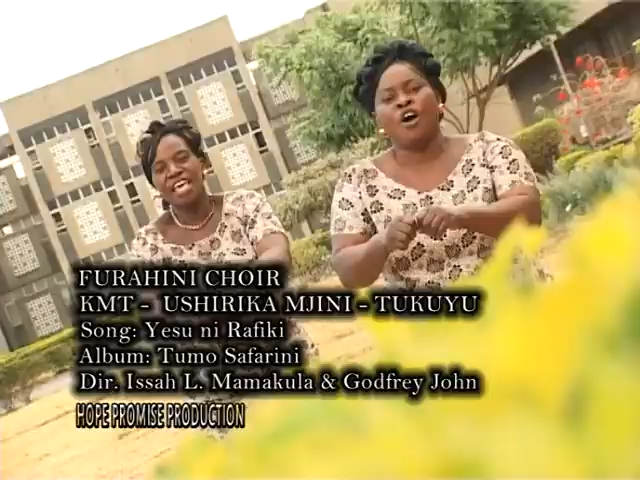 FURAHINI CHOIR
KMT - USHIRIKA MJINI - TUKUYU
Song: Yesu ni Rafiki
Album: Tumo Safarini
Dir. Issah L. Mamakula & Godfrey John
HOPE PROMISE PRODUCTION